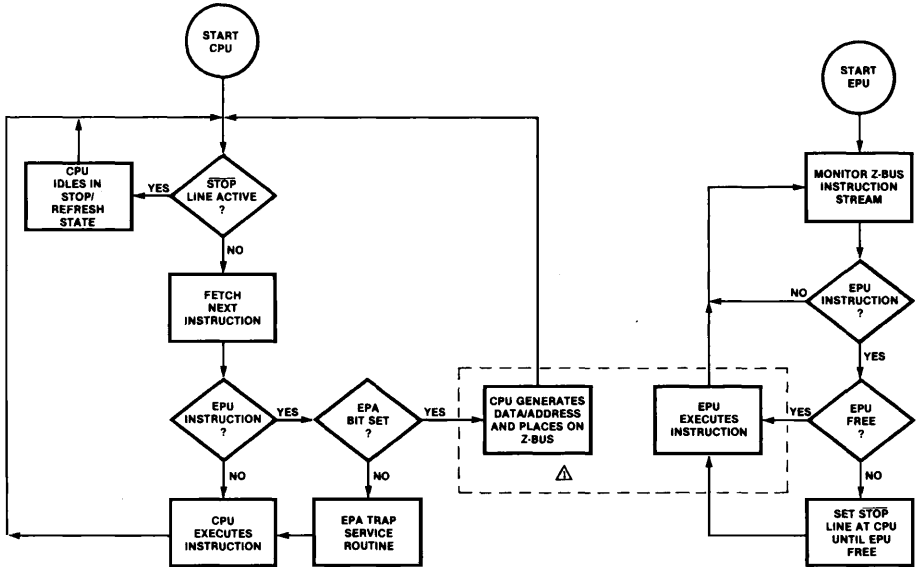 START
CPU
CPU
IDLES IN
STOP/
REFRESH
STATE
YES
STOP
LINE ACTIVE
?
NO
FETCH
NEXT
INSTRUCTION
EPU
INSTRUCTION
?
YES
NO
EPA
BIT SET
?
YES
NO
CPU GENERATES
DATA/ADDRESS
AND PLACES ON
Z-BUS
1
CPU
EXECUTES
INSTRUCTION
EPA TRAP
SERVICE
ROUTINE
START
EPU
MONITOR Z-BUS
INSTRUCTION
STREAM
EPU
INSTRUCTION
?
NO
YES
EPU
FREE
?
YES
NO
EPU
EXECUTES
INSTRUCTION
SET STOP
LINE AT CPU
UNTIL EPU
FREE